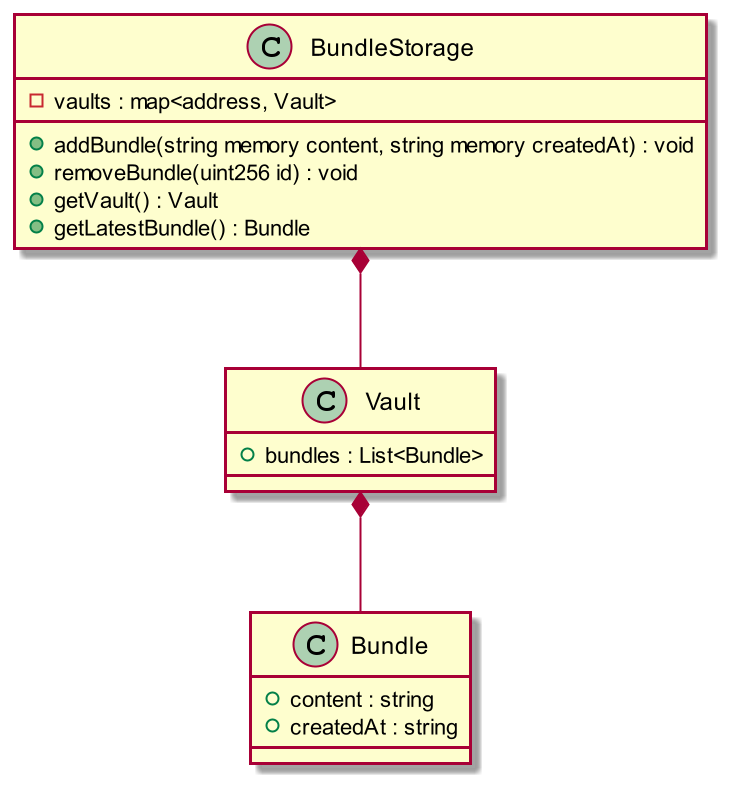 C BundleStorage
vaults : map<address, Vault>
addBundle(string memory content, string memory createdAt) : void
removeBundle(uint256 id) : void
getVault() : Vault
getLatestBundle() : Bundle
C Vault
bundles : List<Bundle>
C Bundle
content : string
createdAt : string